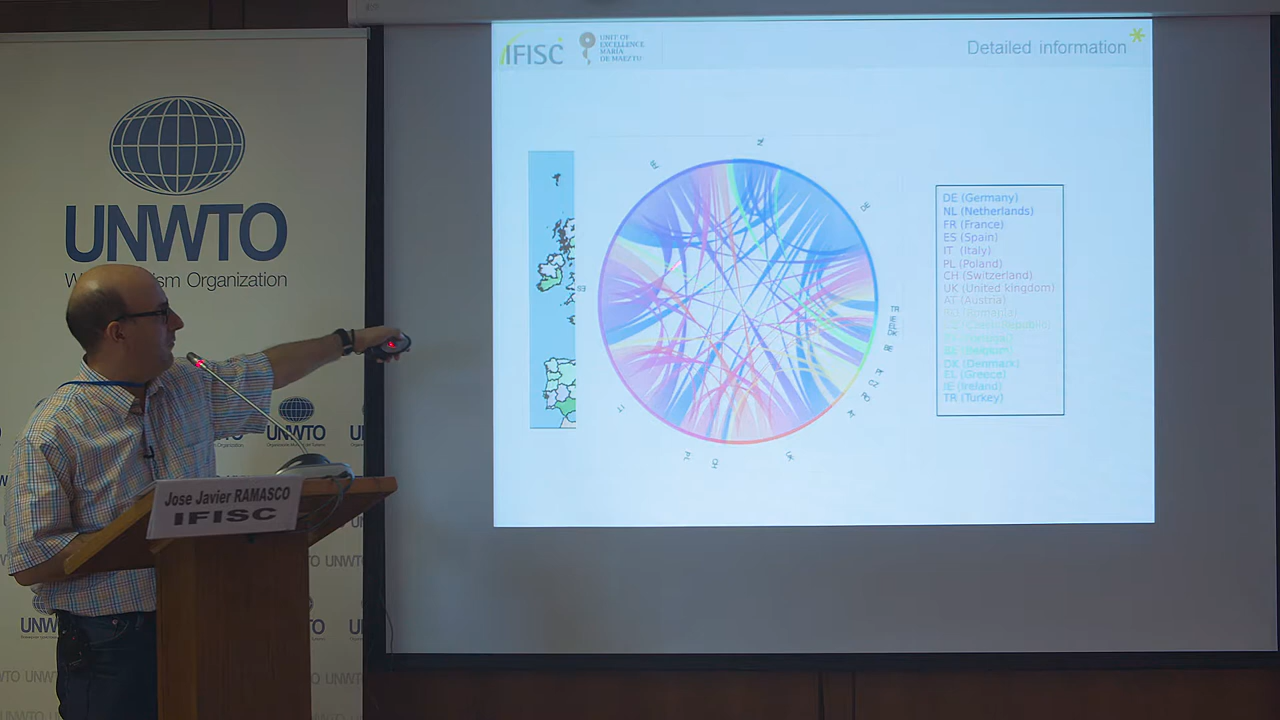 UNWTO
Organization
UNWTO
Jose Javier RAMASCO
IFISC
IFISC
UNIT OF
EXCELLENCE
MARIA
DE MAEZTU
Detailed information
DE
TR
DE (Germany)
NL (Netherlands)
FR (France)
ES (Spain)
IT (Italy)
PL (Poland)
CH (Switzerland)
UK (United kingdom)
AT (Austria)
DK (Denmark)
EL (Greece)
IE (Ireland)
TR (Turkey)